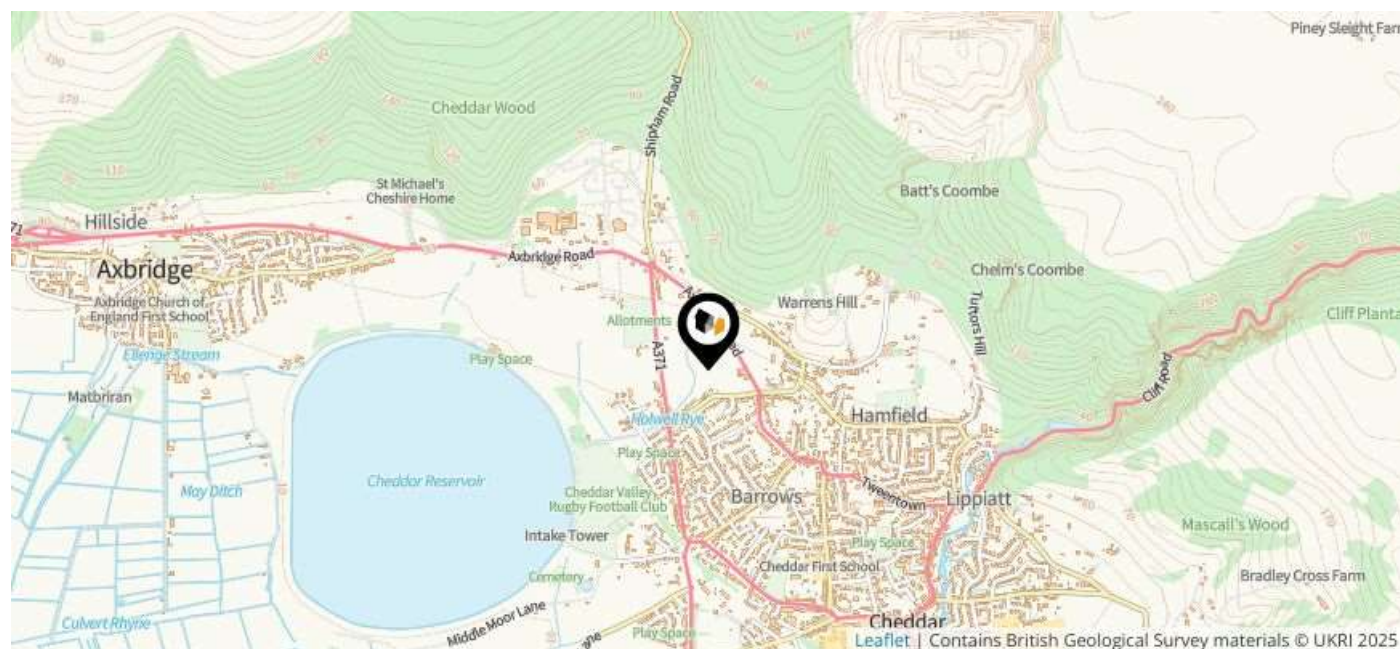 Piney Sleight Farm
Cheddar Wood
Shipham Road
St Michael's
Cheshire Home
Batt's Coombe
Hillside
Axbridge Road
Axbridge
Chelm's Coombe
Axbridge Church of
England First School
Warrens Hill
Tuttors Hill
Cliff Planta
Allotments
Ellenge Stream
Play Space
A371
Cliff Road
Matbriran
Holwell Rye
Hamfield
Play Space
Cheddar Reservoir
May Ditch
Cheddar Valley
Rugby Football Club
Barrows
Tweentown
Lippiatt
Mascall's Wood
Intake Tower
Play Space
Cheddar First School
Cemetery
Bradley Cross Farm
Middle Moor Lane
Culvert Rhyne
Play Space
Cheddar
Leaflet | Contains British Geological Survey materials © UKRI 2025